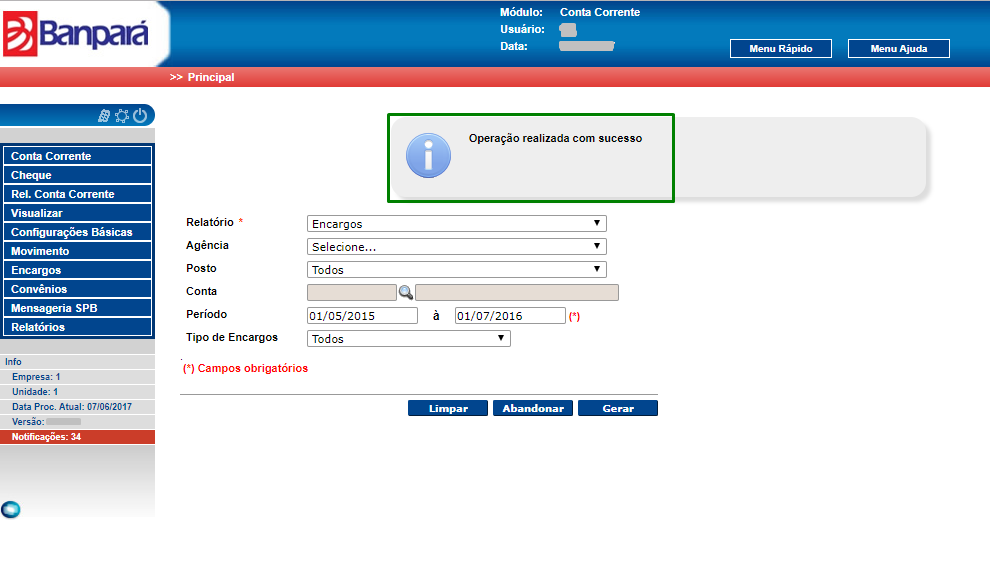 Banpará
Módulo: Conta Corrente
Usuário:
Data:
Menu Rápido
Menu Ajuda
>> Principal
Conta Corrente
Cheque
Rel. Conta Corrente
Visualizar
Configurações Básicas
Movimento
Encargos
Convênios
Mensageria SPB
Relatórios
Info
Empresa: 1
Unidade: 1
Data Proc. Atual: 07/06/2017
Versão:
Notificações: 34
Operação realizada com sucesso
Relatório * Encargos
Agência Selecione...
Posto Todos
Conta
Período 01/05/2015 à 01/07/2016 (*)
Tipo de Encargos Todos
(*) Campos obrigatórios
Limpar Abandonar Gerar